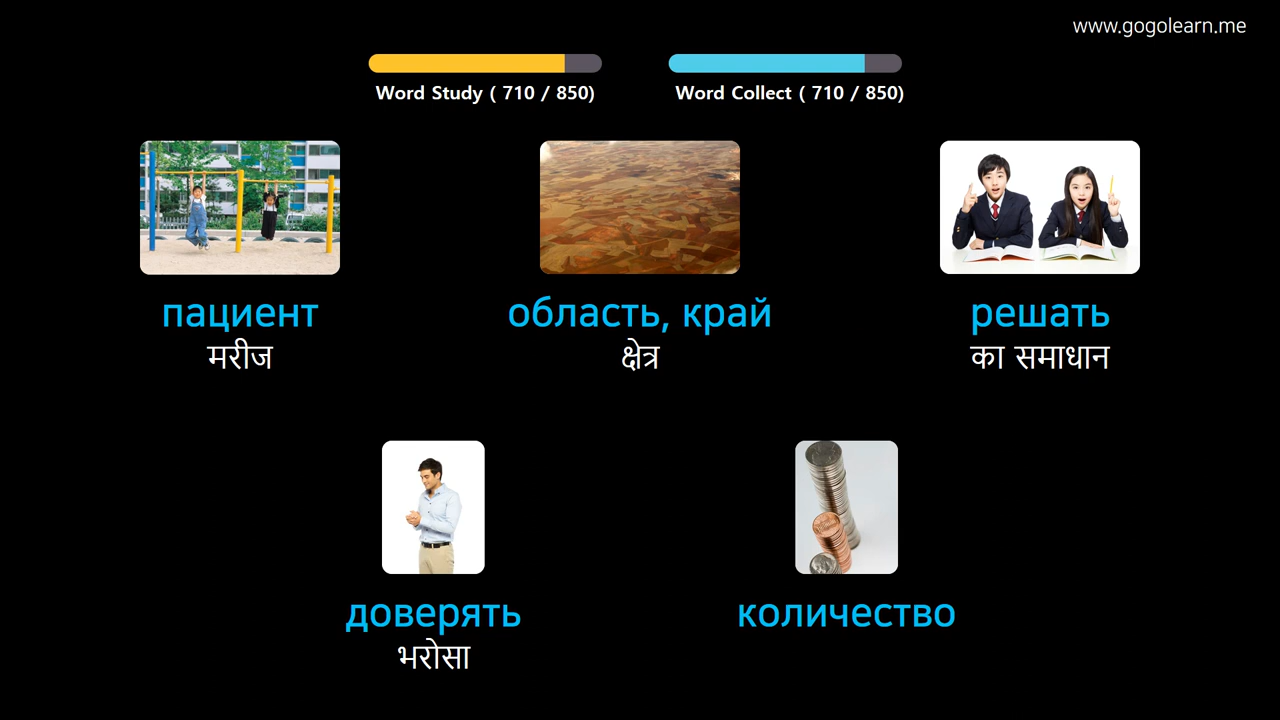 www.gogolearn.me
Word Study ( 710 / 850)
Word Collect ( 710 / 850)
пациент
मरीज
область, край
क्षेत्र
решать
का समाधान
доверять
भरोसा
количество